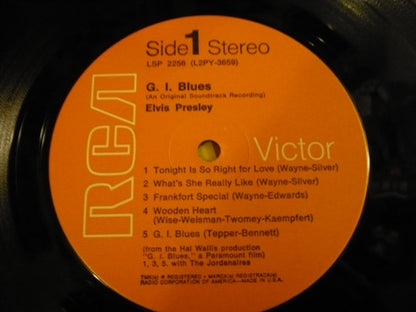 Side 1 Stereo
LSP 2256 (L2PY-3659)
G. I. Blues
(An Original Soundtrack Recording)
Elvis Presley
RCA
Victor
1 Tonight Is So Right for Love (Wayne-Silver)
2 What's She Really Like (Wayne-Silver)
3 Frankfort Special (Wayne-Edwards)
4 Wooden Heart
(Wise-Weisman-Twomey-Kaempfert)
5 G. I. Blues (Tepper-Bennett)
(from the Hal Wallis production
"G. I. Blues," a Paramount film)
1, 3, 5. with The Jordanaires
TMK(s) ® REGISTERED • MARCA(s) REGISTRADA(s)
RADIO CORPORATION OF AMERICA—MADE IN U.S.A.